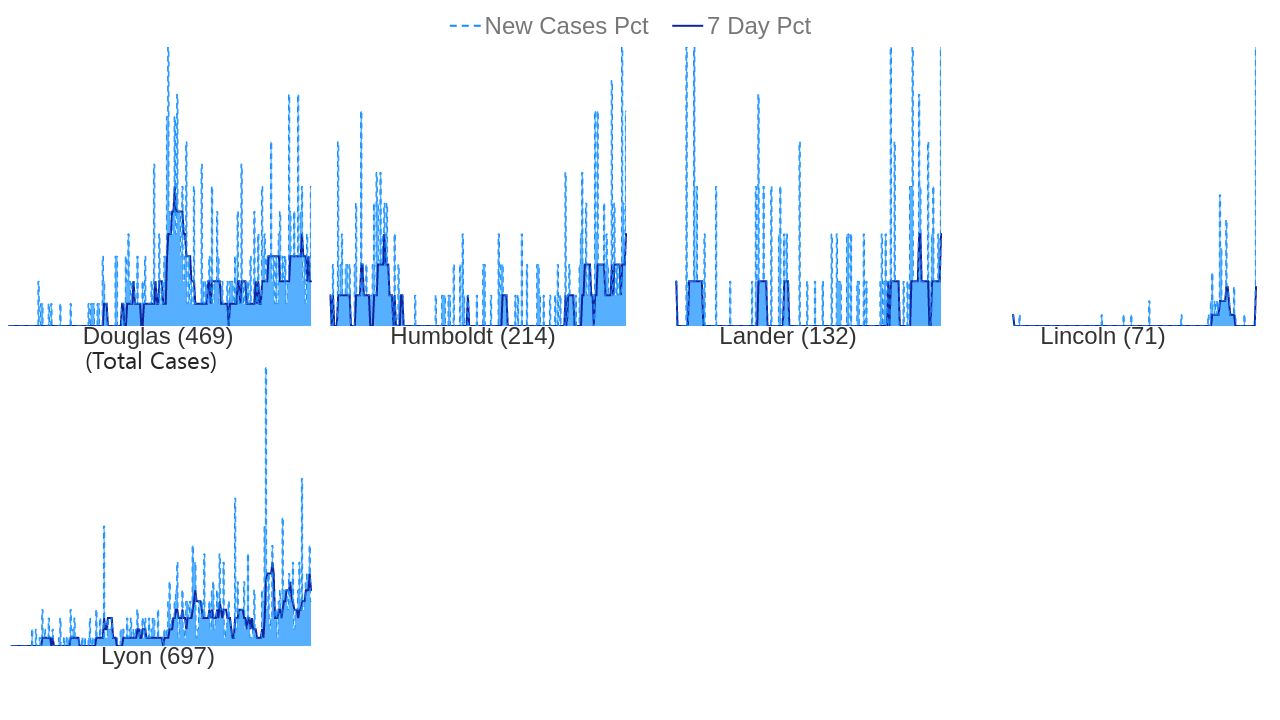 New Cases Pct 7 Day Pct
Douglas (469) Humboldt (214) Lander (132) Lincoln (71)
(Total Cases)
Lyon (697)